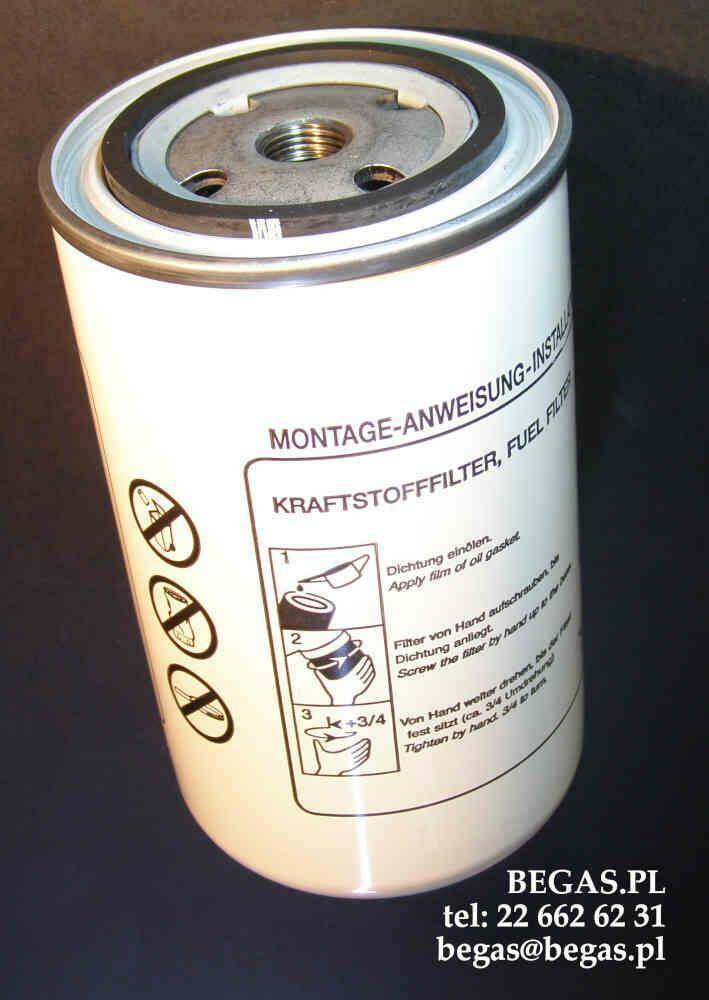 MONTAGE-ANWEISUNG-INSTALLA
KRAFTSTOFFFILTER, FUEL FILTER
1
Dichtung einölen.
Apply film of oil gasket.
2
Filter von Hand aufschrauben, bis
Dichtung anliegt.
Screw the filter by hand up to the
3
+3/4
Von Hand weiter drehen, bis der Filter
fest sitzt (ca. 3/4 Umdrehung)
Tighten by hand. 3/4 to turn.
BEGAS.PL
tel: 22 662 62 31
begas@begas.pl